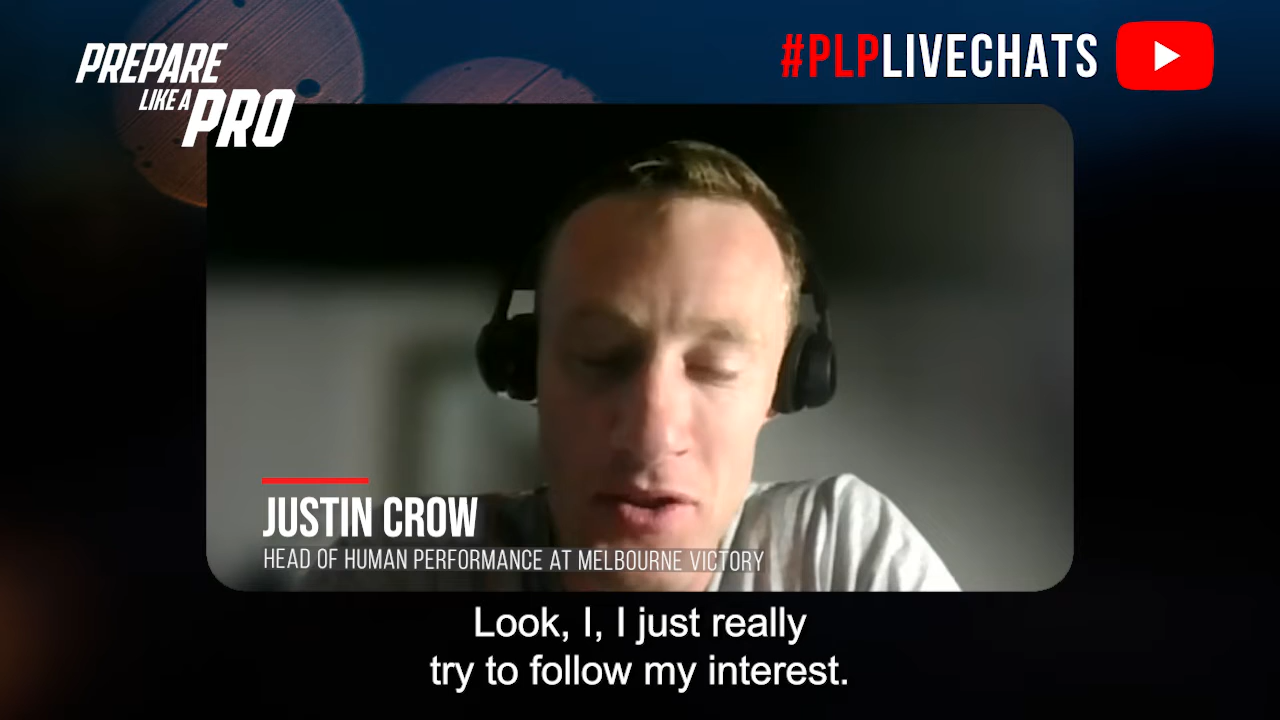 PREPARE
LIKE A
PRO
#PLPLIVECHATS
JUSTIN CROW
HEAD OF HUMAN PERFORMANCE AT MELBOURNE VICTORY
Look, I, I just really
try to follow my interest.